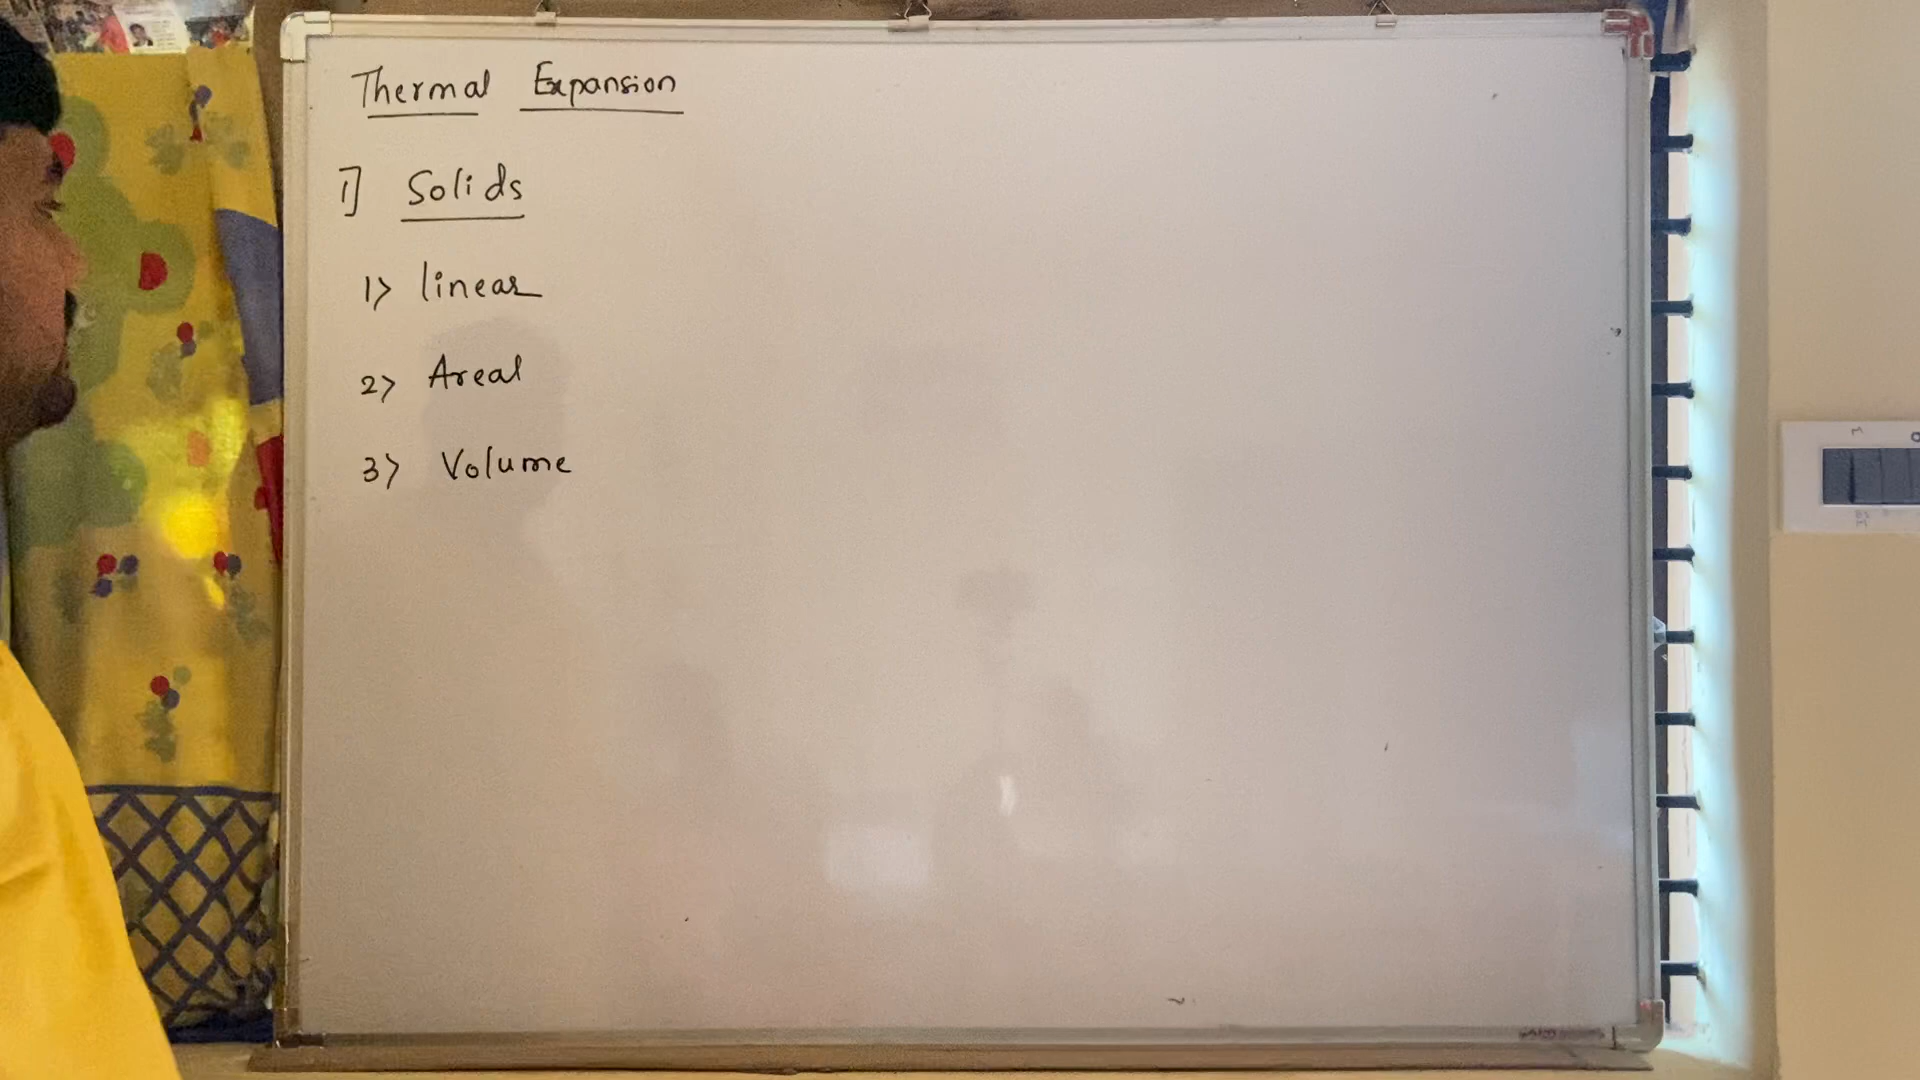 Thermal Expansion
1] Solids
1> linear
2> Areal
3> Volume